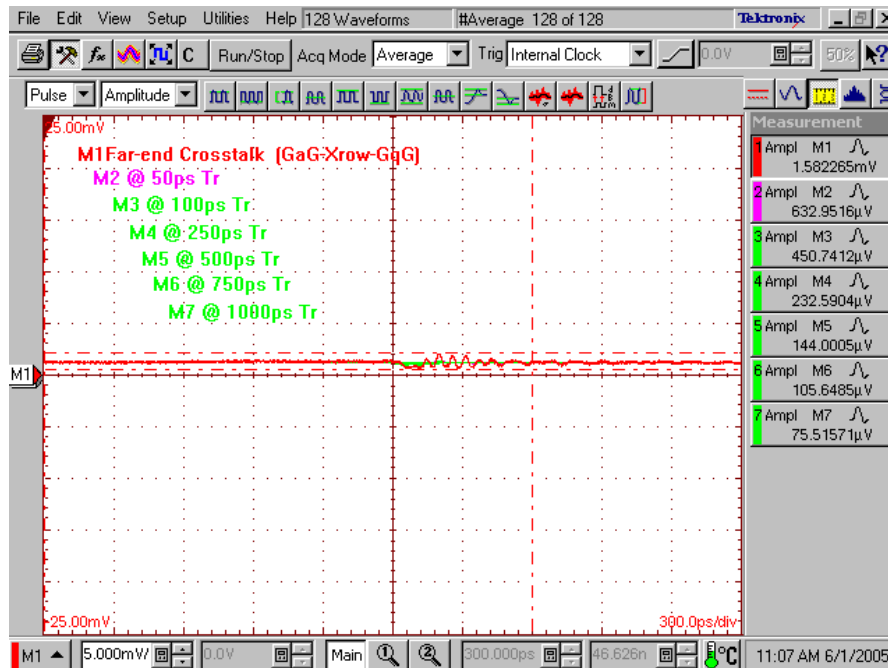 File Edit View Setup Utilities Help 128 Waveforms #Average 128 of 128 Tektronix
fx C Run/Stop Acq Mode Average Trig Internal Clock 0.0V 50%
Pulse Amplitude
25.00mV
M1Far-end Crosstalk (GaG-Xrow-GqG)
M2 @ 50ps Tr
M3 @ 100ps Tr
M4 @ 250ps Tr
M5 @ 500ps Tr
M6 @ 750ps Tr
M7 @ 1000ps Tr
M1
-25.00mV 300.0ps/div
Measurement
1 Ampl M1
1.582265mV
2 Ampl M2
632.9516µV
3 Ampl M3
450.7412µV
4 Ampl M4
232.5904µV
5 Ampl M5
144.0005µV
6 Ampl M6
105.6485µV
7 Ampl M7
75.51571µV
M1 5.000mV/ 0.0V Main 1 2 300.000ps 46.626n °C 11:07 AM 6/1/2005